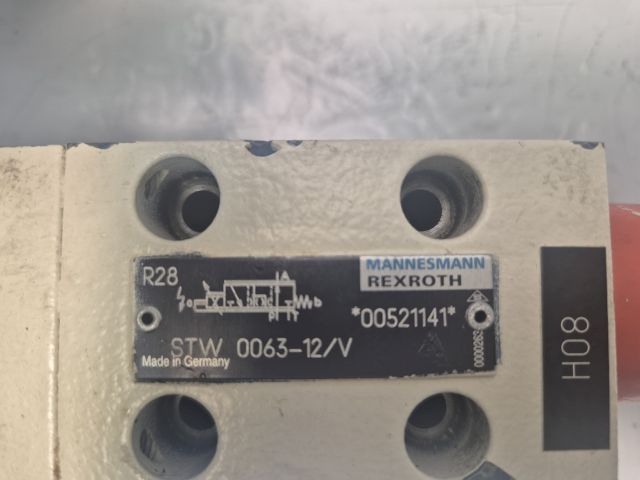 R28
MANNESMANN
REXROTH
*00521141*
STW 0063-12/V
Made in Germany
H08